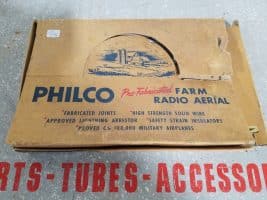 PHILCO Pre-Fabricated FARM
RADIO AERIAL
*FABRICATED JOINTS *HIGH STRENGTH SOLID WIRE
*APPROVED LIGHTNING ARRESTOR *SAFETY STRAIN INSULATORS
*PROVED ON 100,000 MILITARY AIRPLANES
RTS-TUBES-ACCESSOR